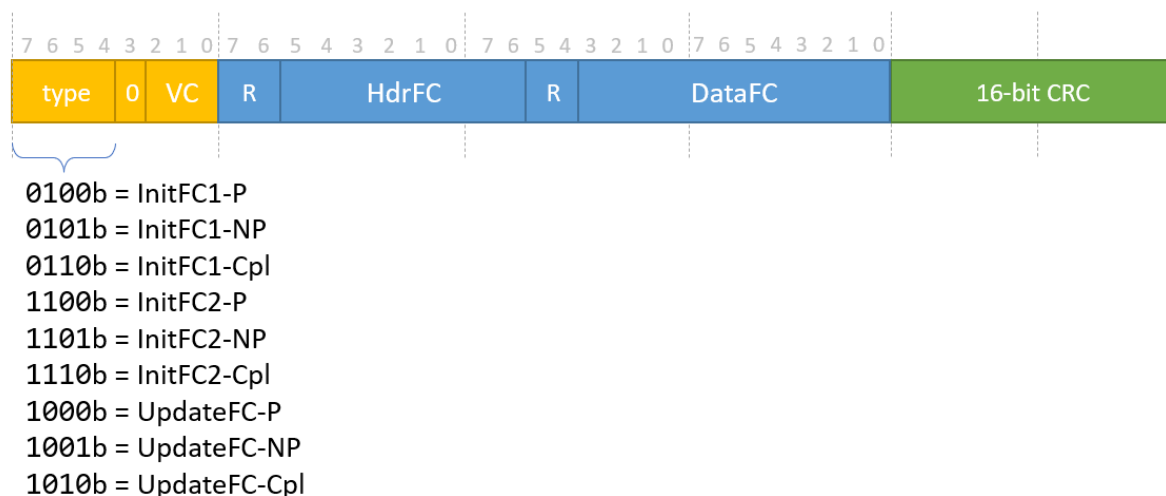 7 6 5 4 3 2 1 0 7 6 5 4 3 2 1 0 7 6 5 4 3 2 1 0 7 6 5 4 3 2 1 0
type 0 VC R HdrFC R DataFC 16-bit CRC
0100b = InitFC1-P
0101b = InitFC1-NP
0110b = InitFC1-Cpl
1100b = InitFC2-P
1101b = InitFC2-NP
1110b = InitFC2-Cpl
1000b = UpdateFC-P
1001b = UpdateFC-NP
1010b = UpdateFC-Cpl